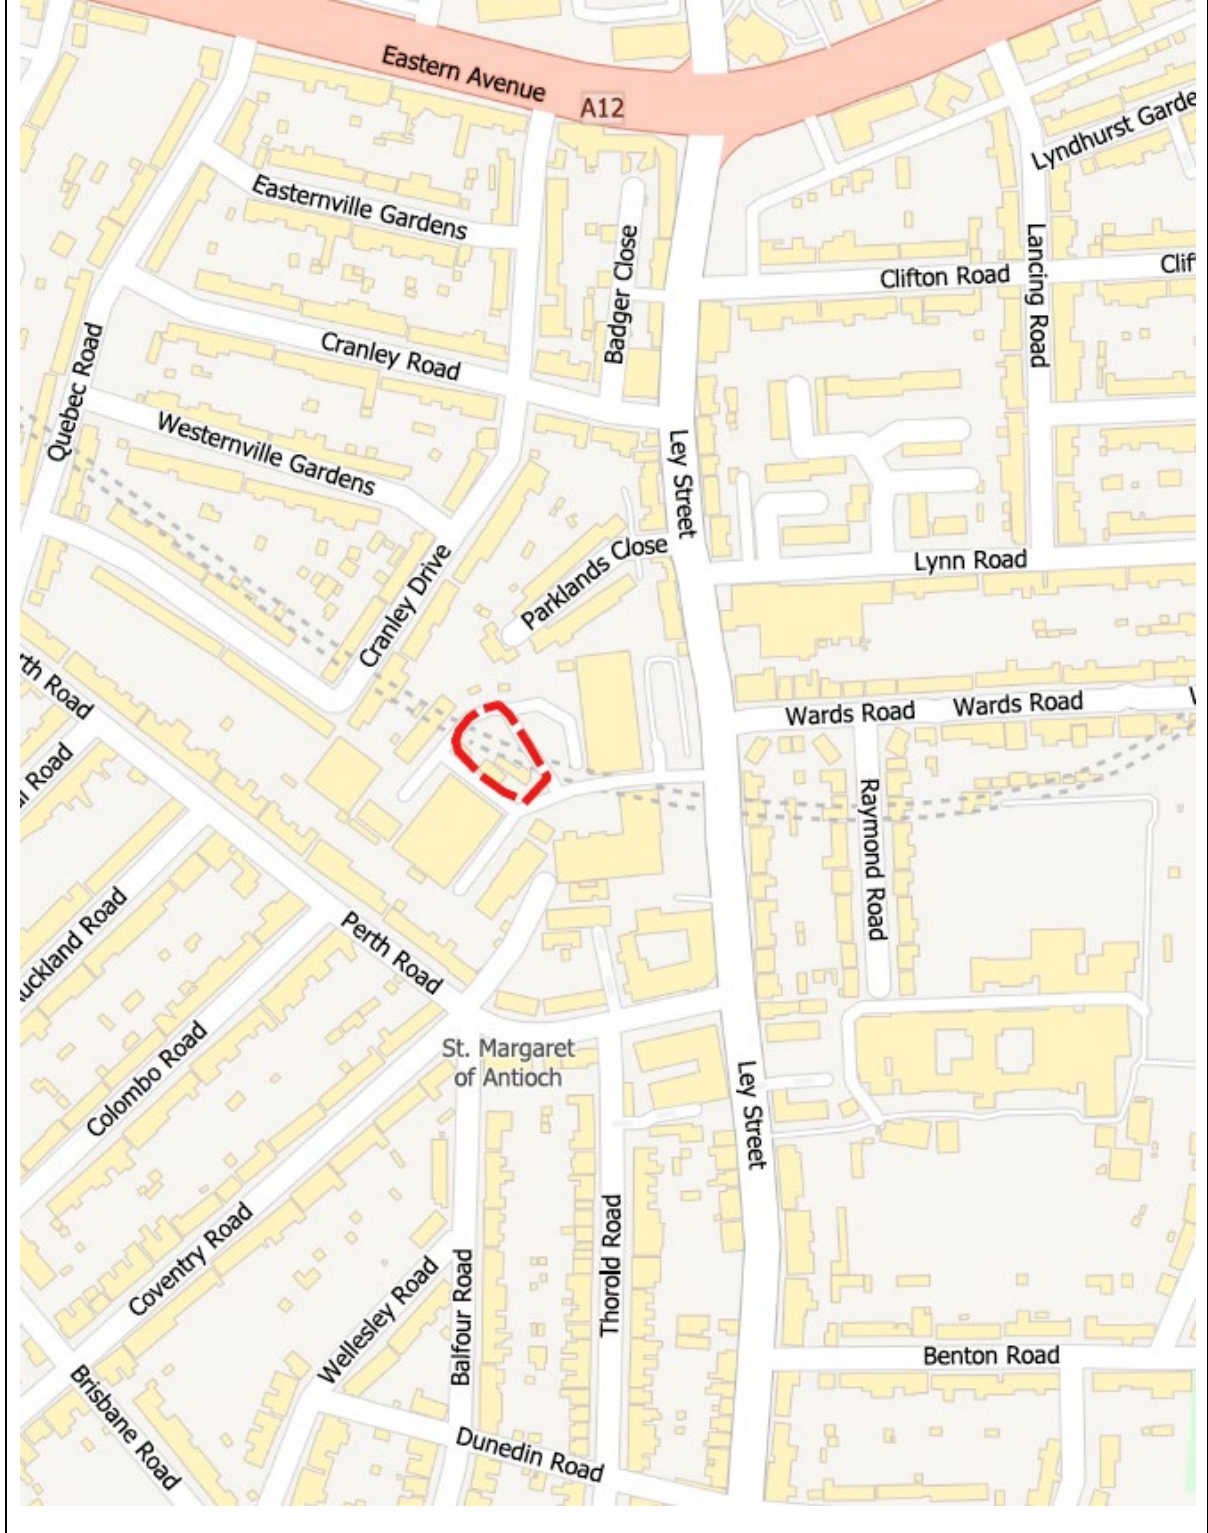 Eastern Avenue
A12
Lyndhurst Garde
Easternville Gardens
Badger Close
Lancing Road
Clifton Road
Clif
Cranley Road
Quebec Road
Westernville Gardens
Ley Street
Parklands Close
Lynn Road
Cranley Drive
rth Road
Wards Road
Wards Road
Raymond Road
uckland Road
Perth Road
Colombo Road
St. Margaret
of Antioch
Ley Street
Coventry Road
Thorold Road
Wellesley Road
Balfour Road
Benton Road
Brisbane Road
Dunedin Road